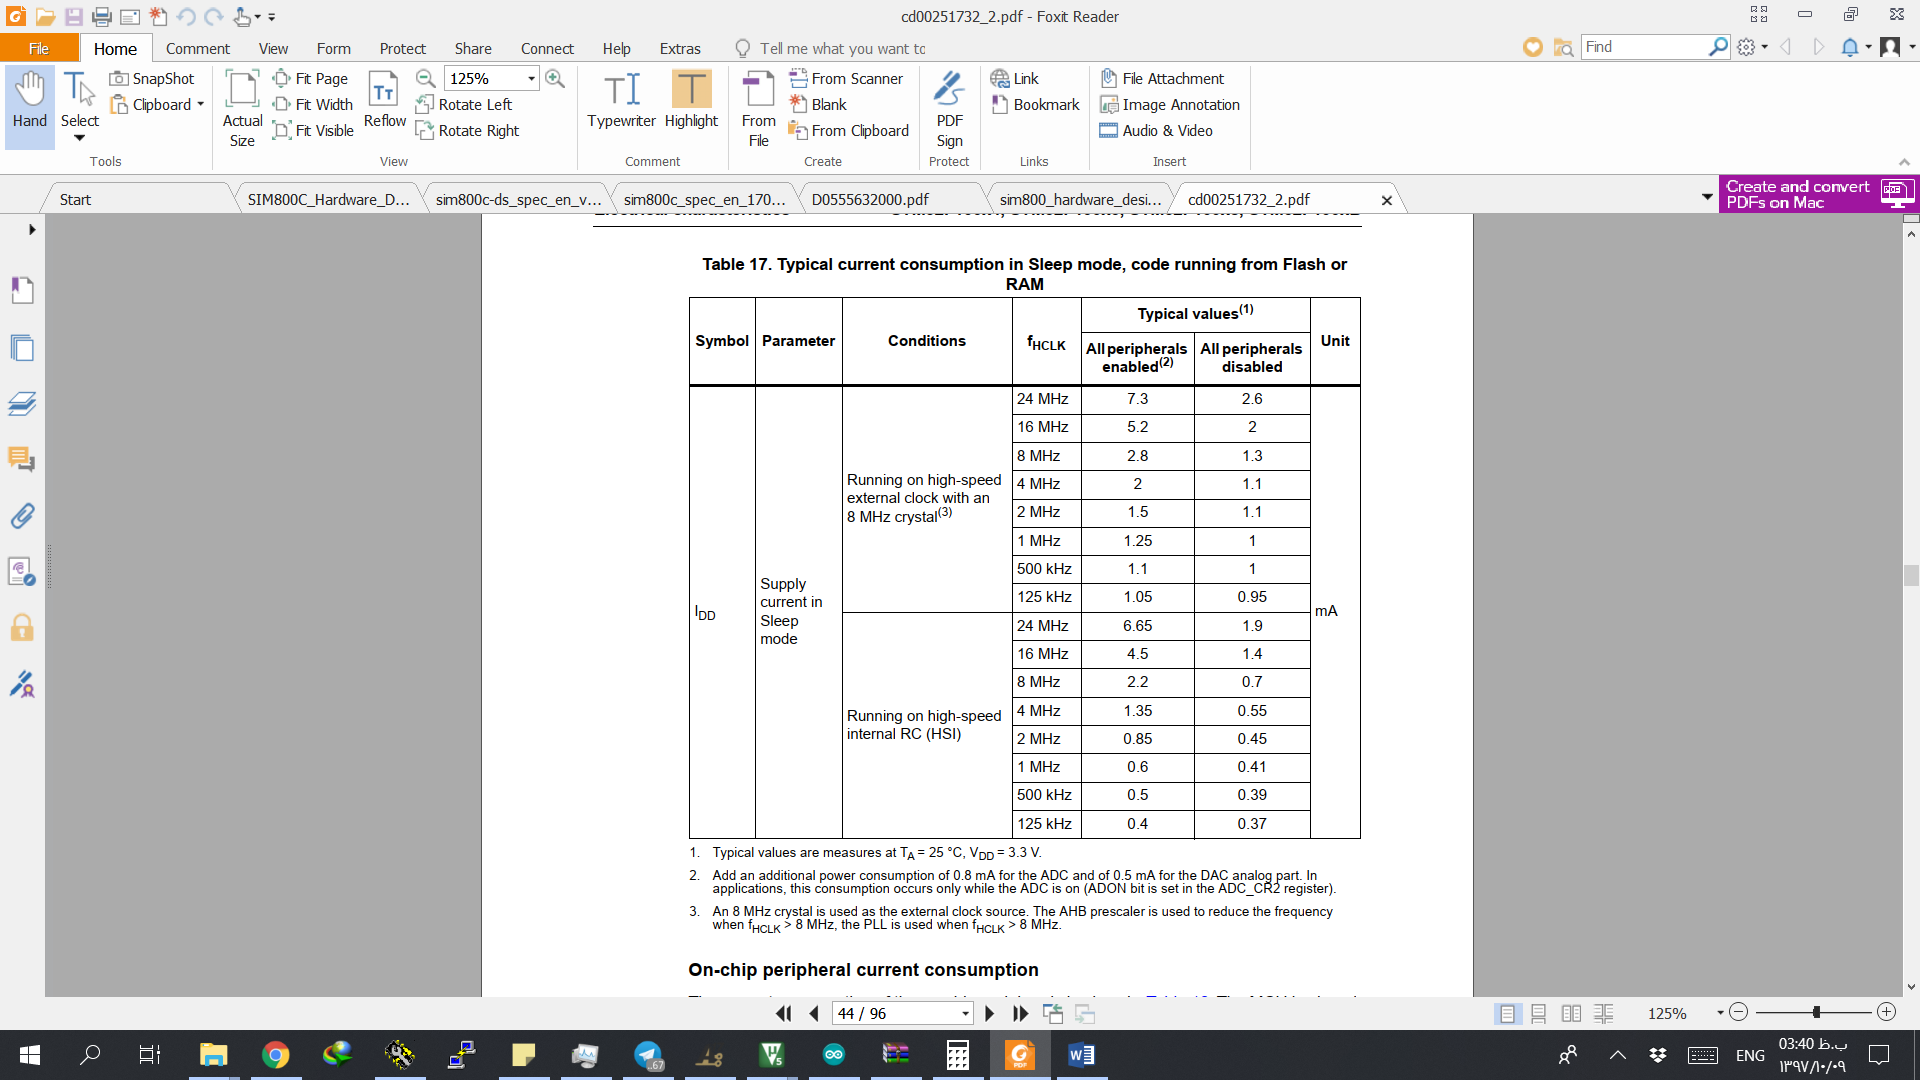 cd00251732_2.pdf - Foxit Reader
File Home Comment View Form Protect Share Connect Help Extras Tell me what you want to Find
Hand
Select
SnapShot
Clipboard
Tools
Actual Size
Fit Page
Fit Width
Fit Visible
Reflow
125%
Rotate Left
Rotate Right
View
Typewriter
Highlight
Comment
From File
From Scanner
Blank
From Clipboard
Create
PDF Sign
Protect
Link
Bookmark
Links
File Attachment
Image Annotation
Audio & Video
Insert
Start SIM800C_Hardware_D... sim800c-ds_spec_en_v... sim800c_spec_en_170... D0555632000.pdf sim800_hardware_desi... cd00251732_2.pdf
Create and convert
PDFs on Mac
Table 17. Typical current consumption in Sleep mode, code running from Flash or
RAM
Symbol Parameter Conditions fHCLK Typical values(1) Unit
All peripherals enabled(2) All peripherals disabled
IDD
Supply
current in
Sleep
mode
Running on high-speed
external clock with an
8 MHz crystal(3)
24 MHz 7.3 2.6
16 MHz 5.2 2
8 MHz 2.8 1.3
4 MHz 2 1.1
2 MHz 1.5 1.1
1 MHz 1.25 1
500 kHz 1.1 1
125 kHz 1.05 0.95
mA
Running on high-speed
internal RC (HSI)
24 MHz 6.65 1.9
16 MHz 4.5 1.4
8 MHz 2.2 0.7
4 MHz 1.35 0.55
2 MHz 0.85 0.45
1 MHz 0.6 0.41
500 kHz 0.5 0.39
125 kHz 0.4 0.37
1. Typical values are measures at TA = 25 °C, VDD = 3.3 V.
2. Add an additional power consumption of 0.8 mA for the ADC and of 0.5 mA for the DAC analog part. In
applications, this consumption occurs only while the ADC is on (ADON bit is set in the ADC_CR2 register).
3. An 8 MHz crystal is used as the external clock source. The AHB prescaler is used to reduce the frequency
when fHCLK > 8 MHz, the PLL is used when fHCLK > 8 MHz.
On-chip peripheral current consumption
44 / 96
125%
.67
ENG
03:40 ب.ظ
۱۳۹۷/۱۰/۰۹